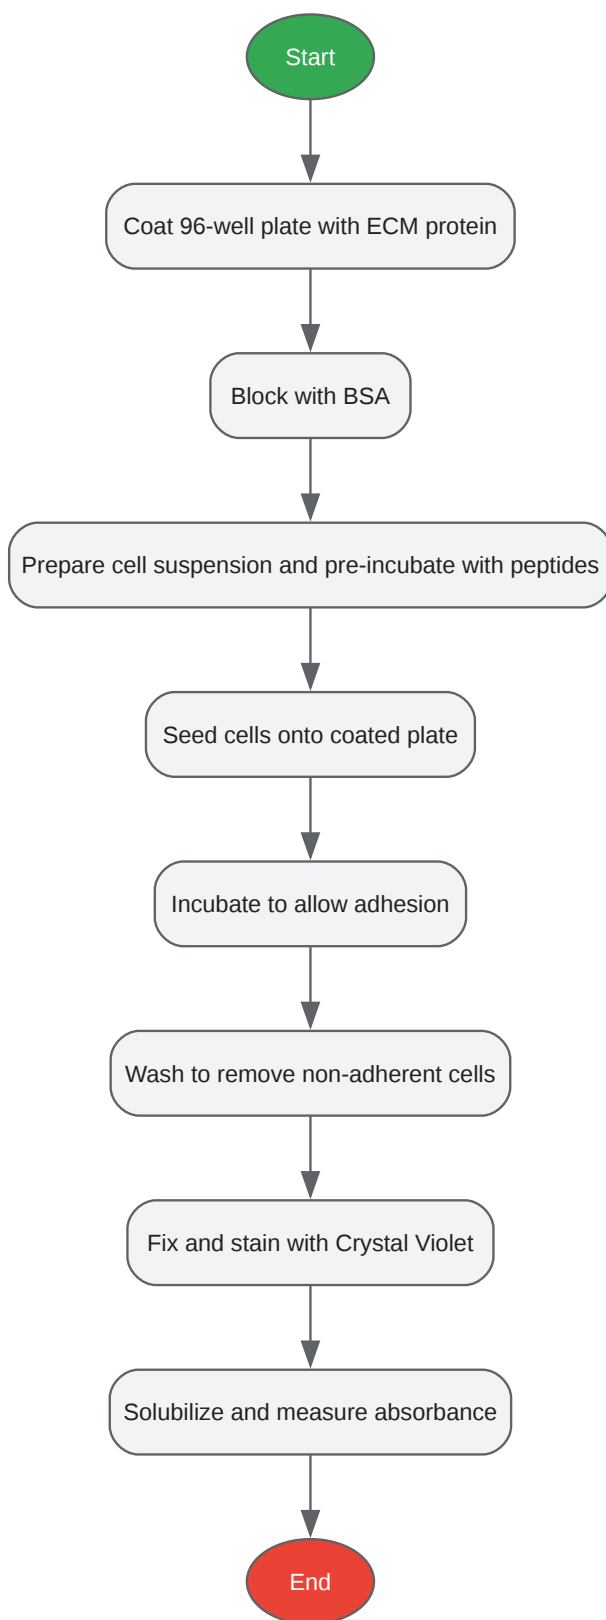 Start
Coat 96-well plate with ECM protein
Block with BSA
Prepare cell suspension and pre-incubate with peptides
Seed cells onto coated plate
Incubate to allow adhesion
Wash to remove non-adherent cells
Fix and stain with Crystal Violet
Solubilize and measure absorbance
End